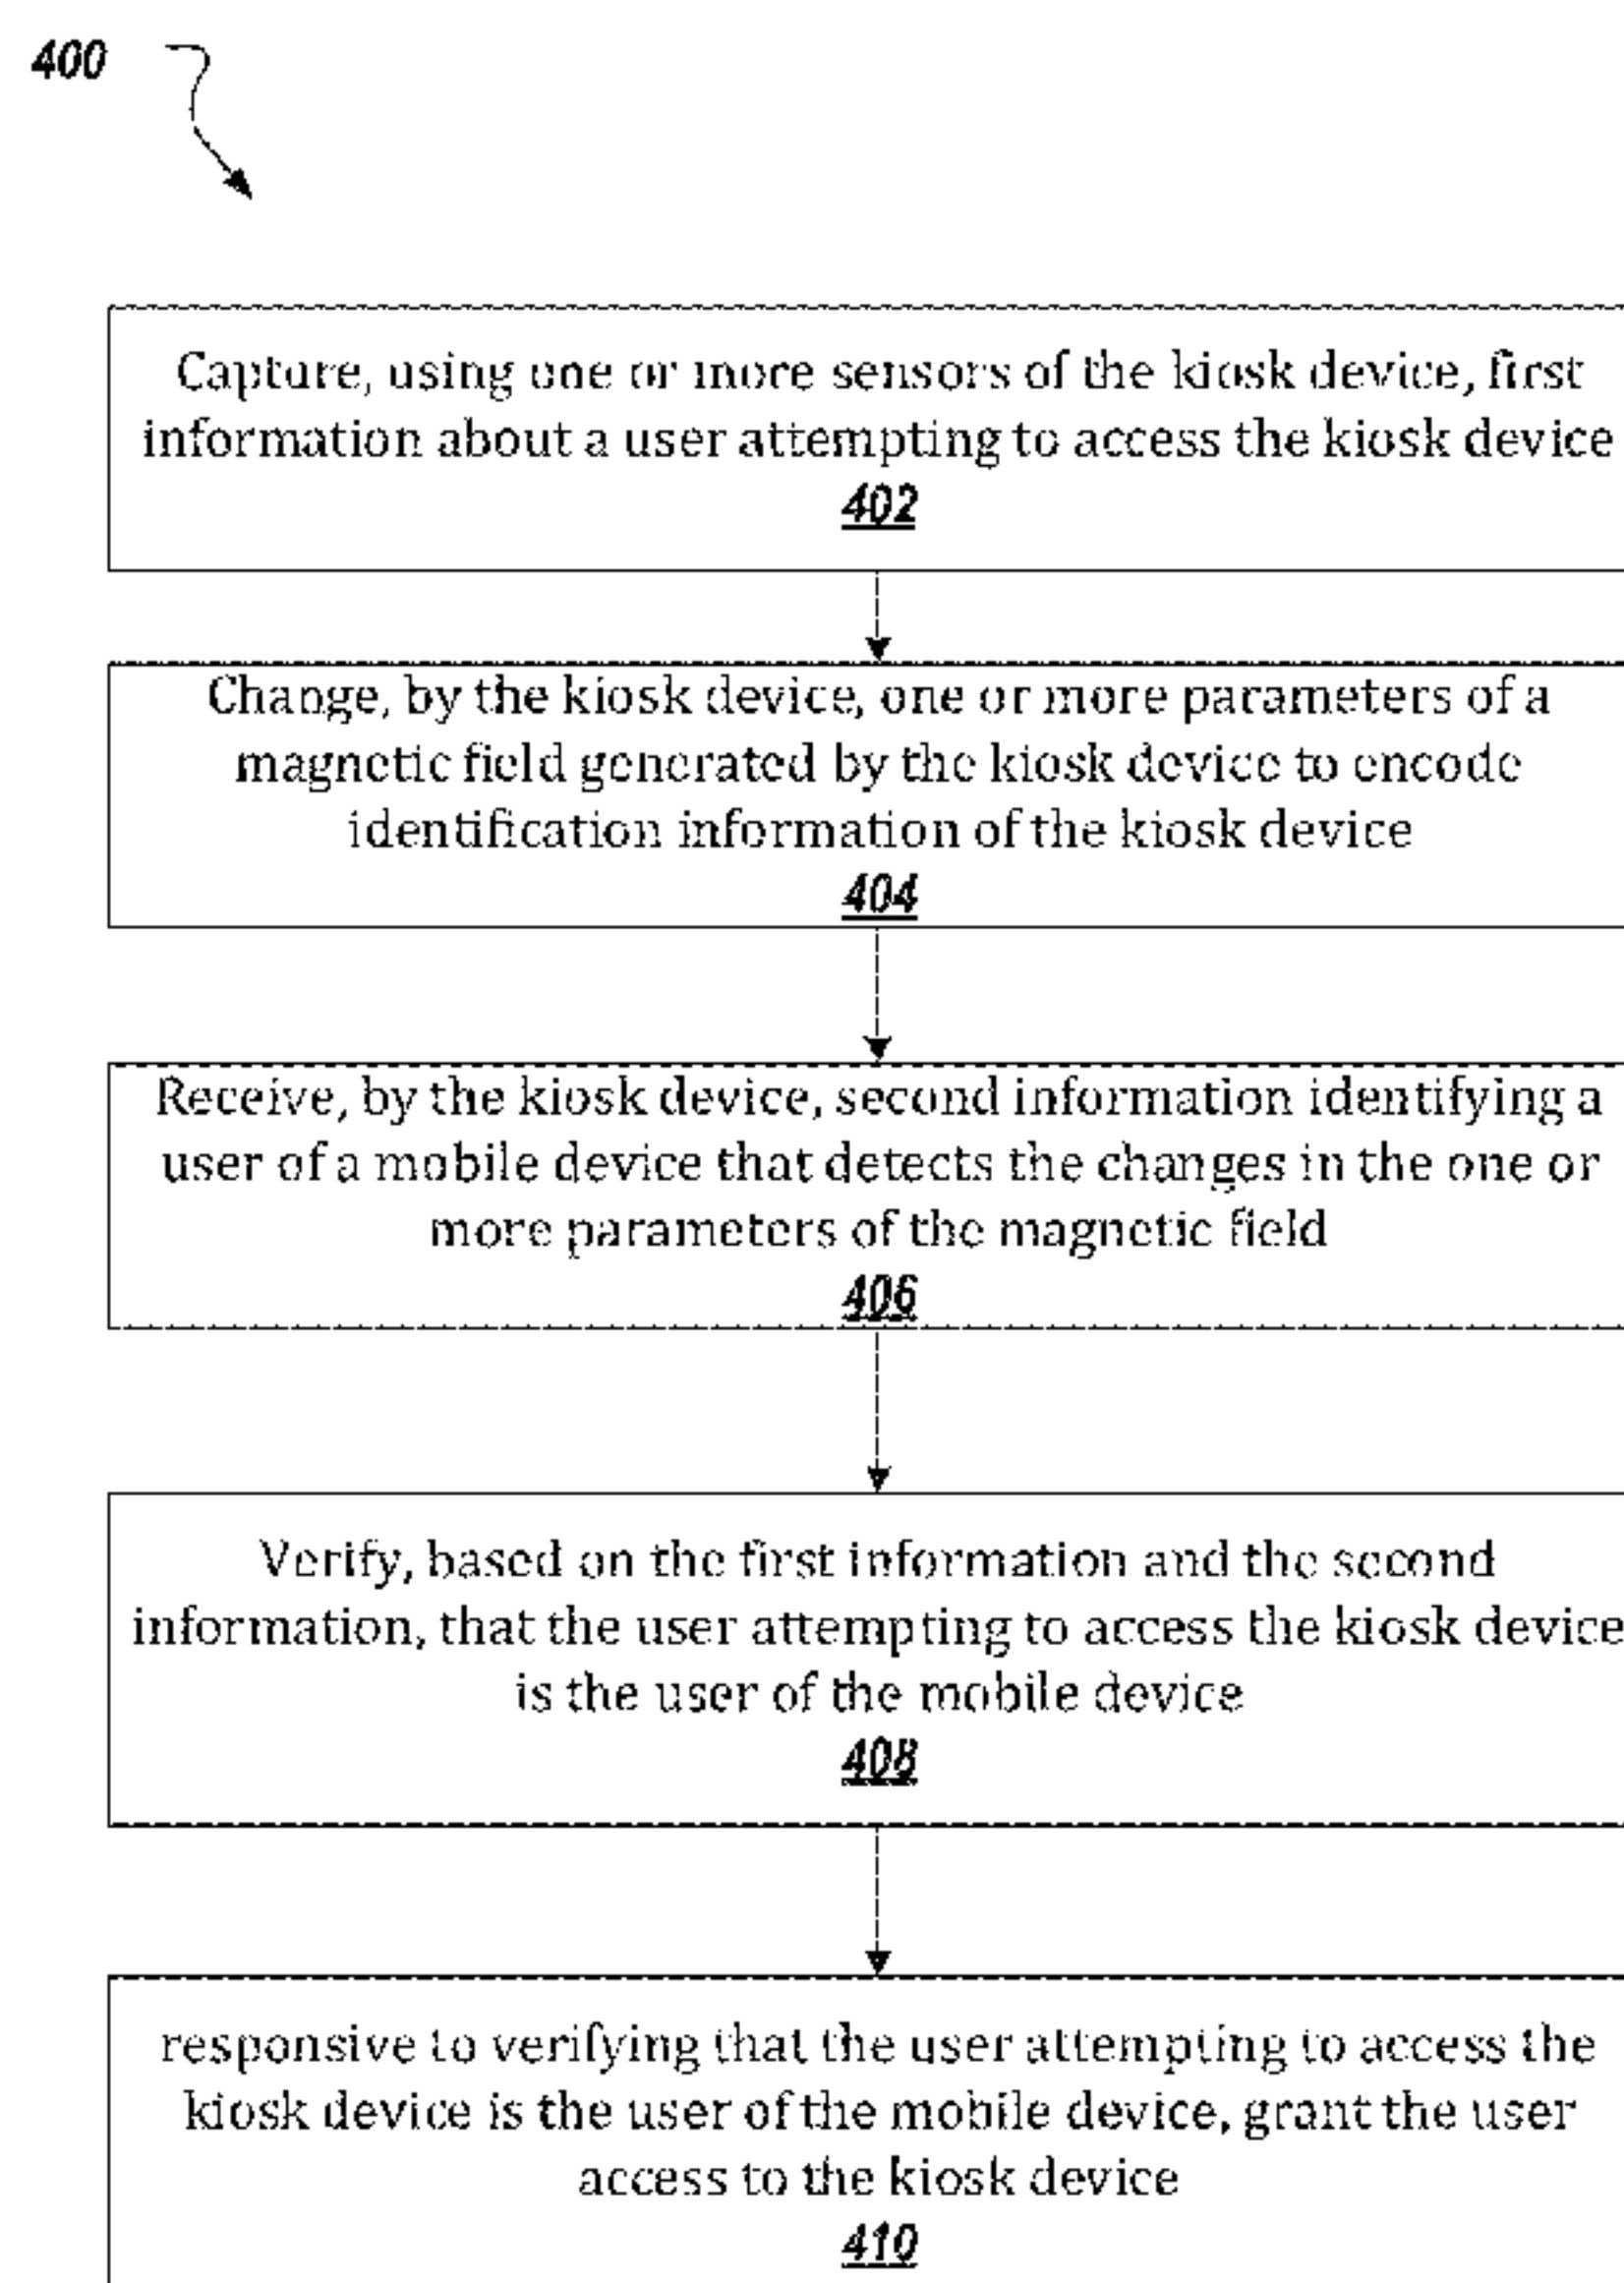 400
Capture, using one or more sensors of the kiosk device, first
information about a user attempting to access the kiosk device
402
Change, by the kiosk device, one or more parameters of a
magnetic field generated by the kiosk device to encode
identification information of the kiosk device
404
Receive, by the kiosk device, second information identifying a
user of a mobile device that detects the changes in the one or
more parameters of the magnetic field
406
Verify, based on the first information and the second
information, that the user attempting to access the kiosk device
is the user of the mobile device
408
responsive to verifying that the user attempting to access the
kiosk device is the user of the mobile device, grant the user
access to the kiosk device
410